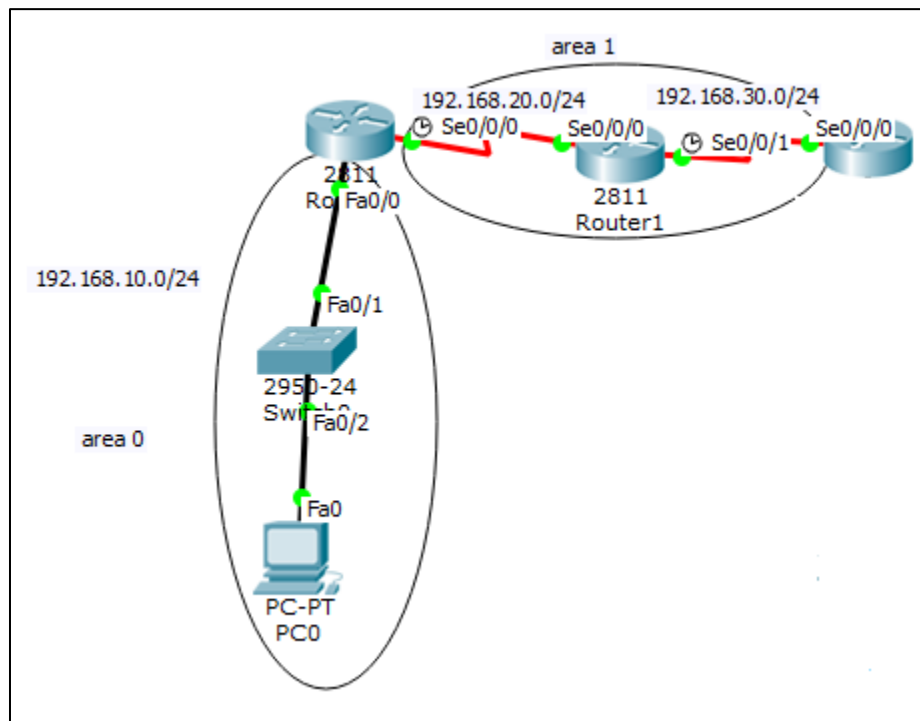 area 1
192.168.20.0/24
192.168.30.0/24
Se0/0/0
Se0/0/0
Se0/0/1
Se0/0/0
2811
Fa0/0
2811
Router1
192.168.10.0/24
Fa0/1
2950-24
Fa0/2
area 0
Fa0
PC-PT
PC0